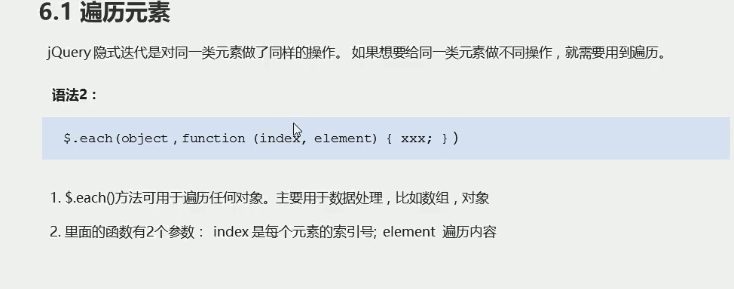 6.1 遍历元素
jQuery 隐式迭代是对同一类元素做了同样的操作。 如果想要给同一类元素做不同操作，就需要用到遍历。
语法2：
$.each(object，function (index, element) { xxx; }）
1. $.each()方法可用于遍历任何对象。主要用于数据处理，比如数组，对象
2. 里面的函数有2个参数： index 是每个元素的索引号; element 遍历内容